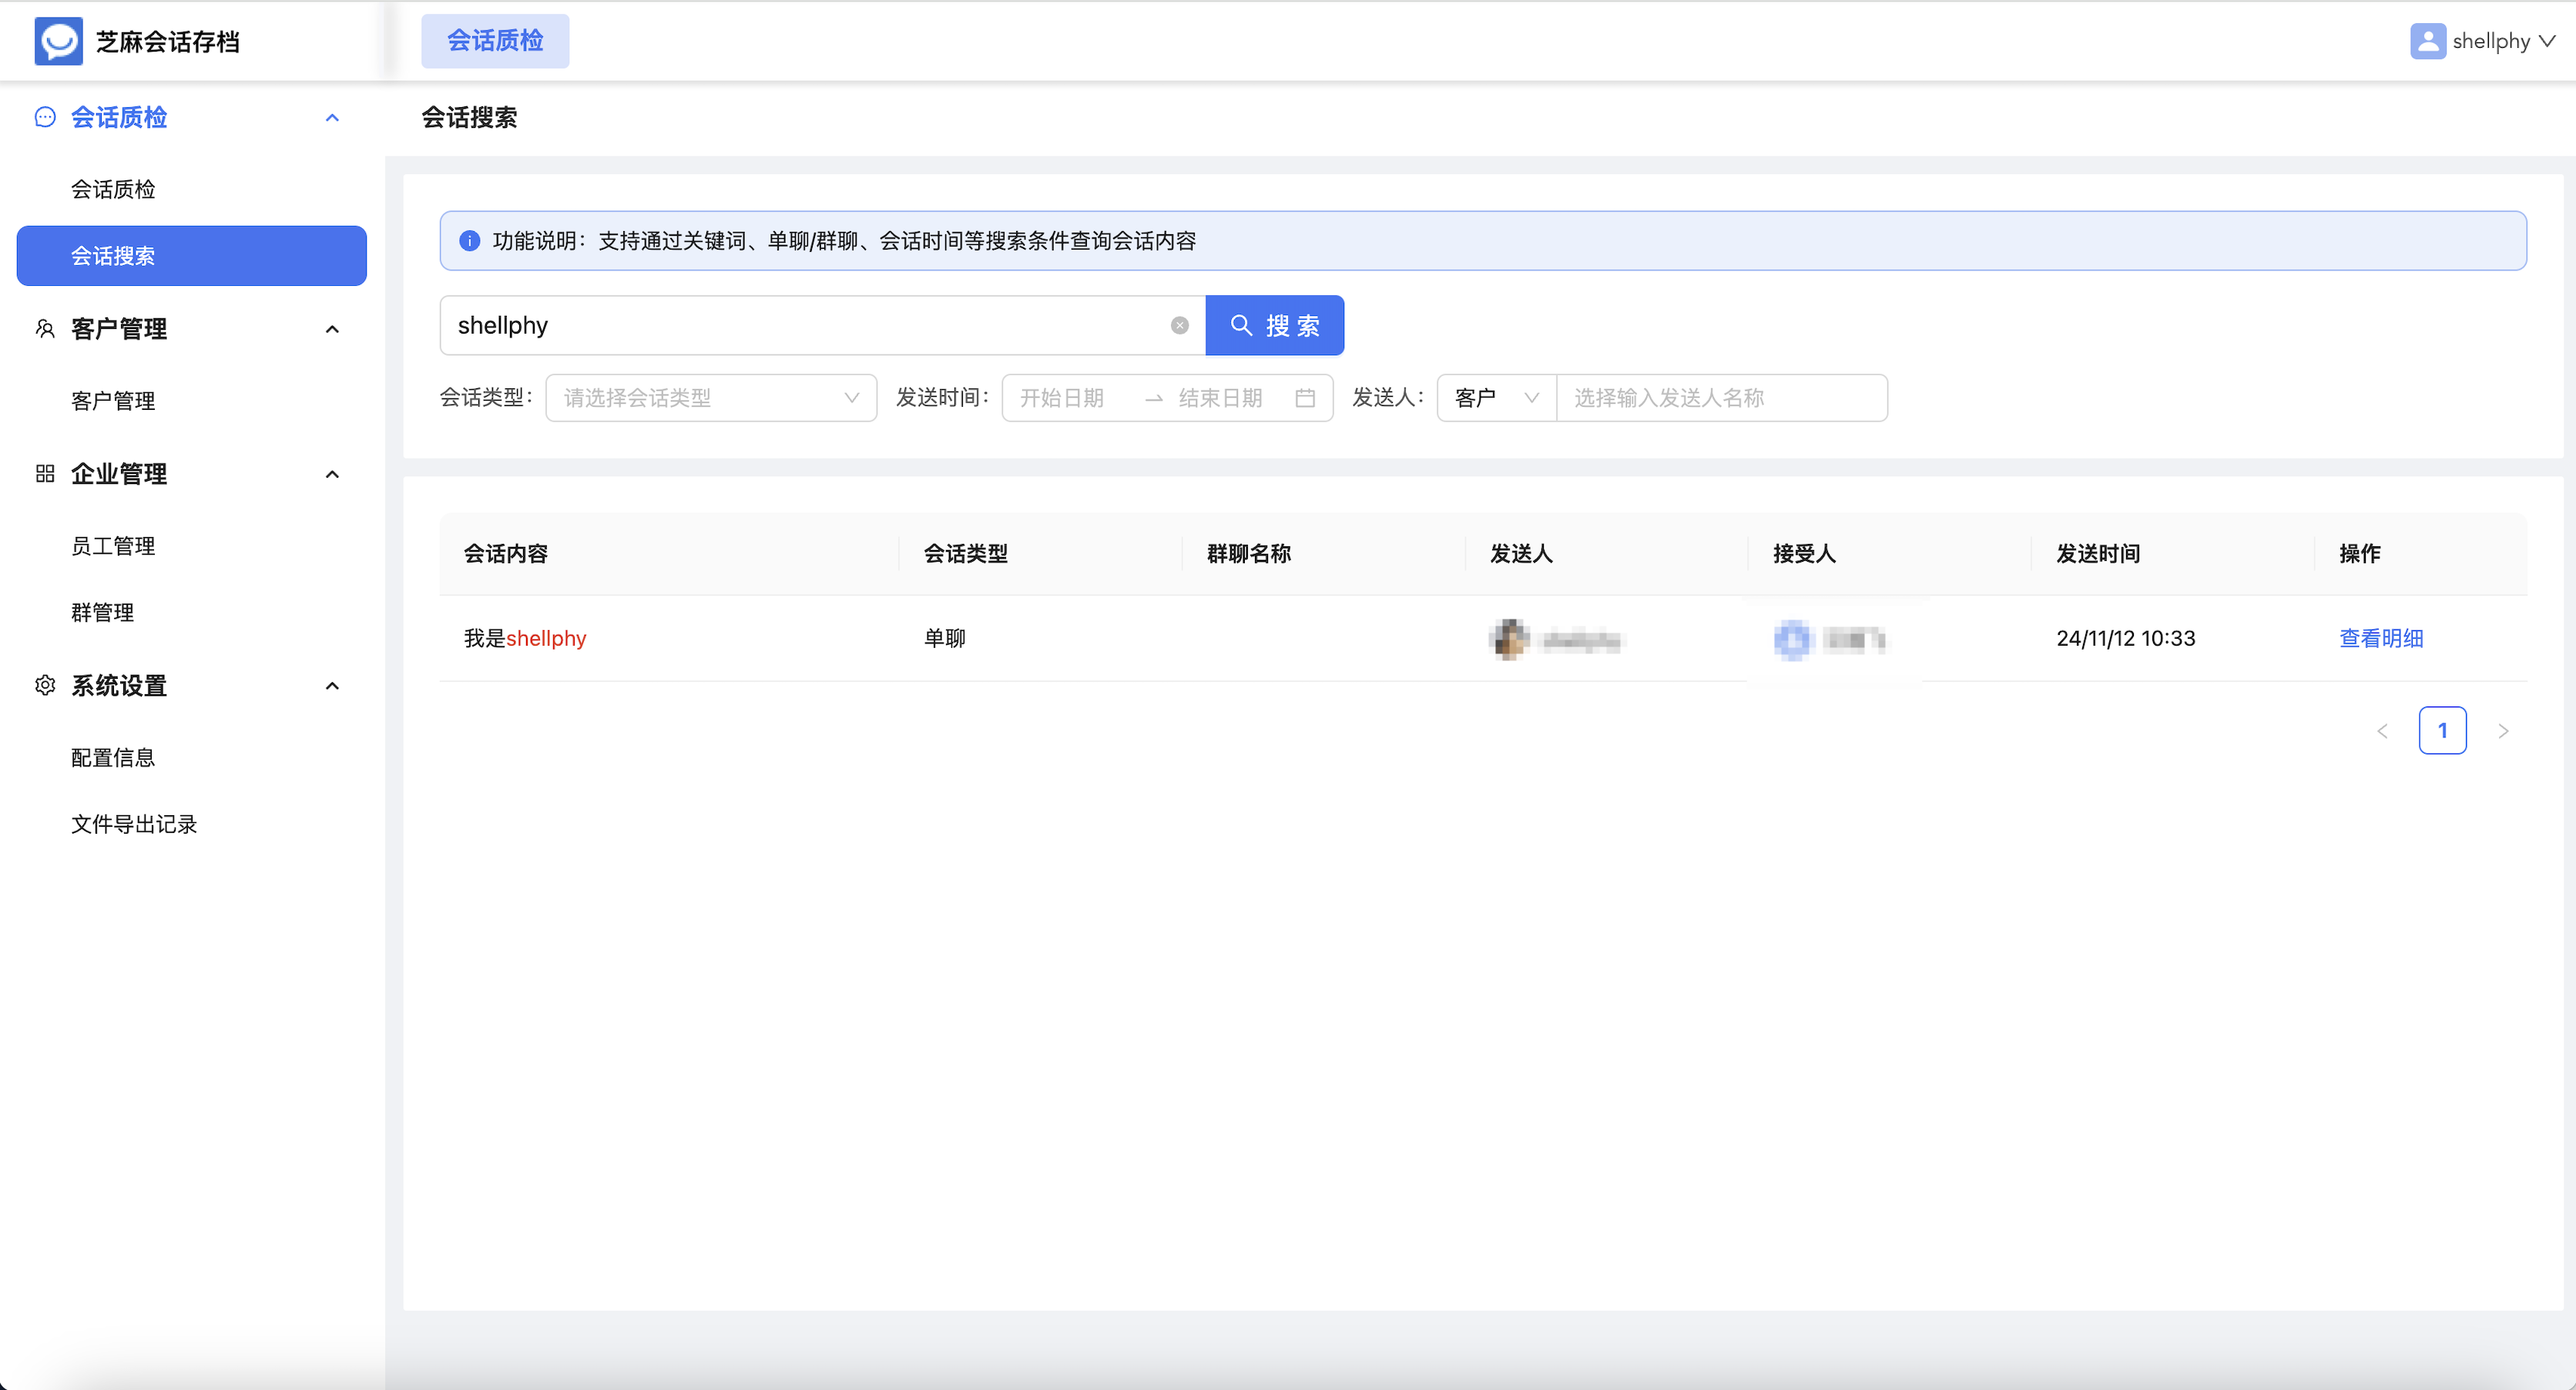 芝麻会话存档
会话质检
shellphy
会话质检
会话质检
会话搜索
客户管理
客户管理
企业管理
员工管理
群管理
系统设置
配置信息
文件导出记录
会话搜索
功能说明：支持通过关键词、单聊/群聊、会话时间等搜索条件查询会话内容
shellphy
搜 索
会话类型： 请选择会话类型 发送时间： 开始日期 结束日期 发送人： 客户 选择输入发送人名称
会话内容 会话类型 群聊名称 发送人 接受人 发送时间 操作
我是shellphy 单聊 24/11/12 10:33 查看明细
1